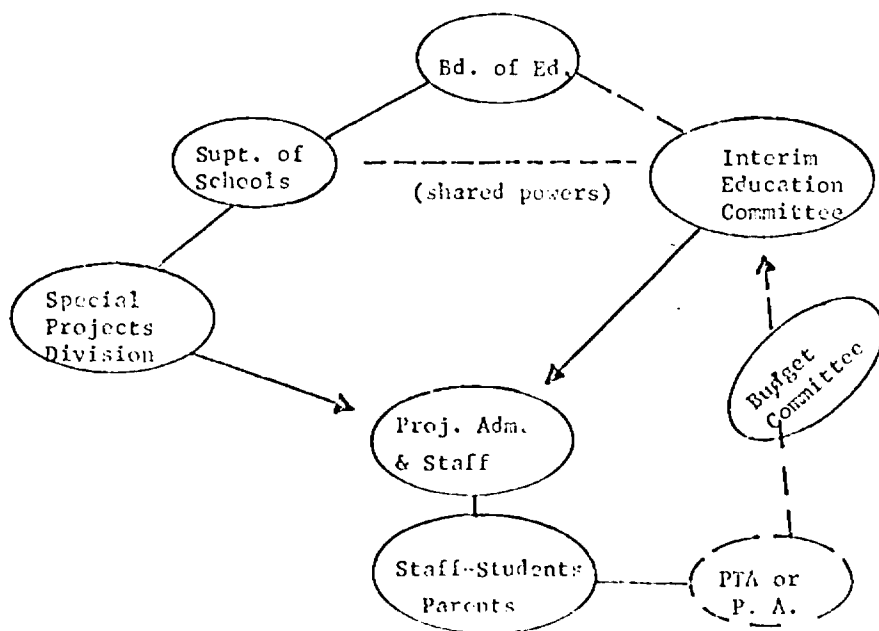 Bd. of Ed.
Supt. of
Schools
(shared powers)
Interim
Education
Committee
Special
Projects
Division
Budget
Committee
Proj. Adm.
& Staff
Staff-Students
Parents
PTA or
P. A.